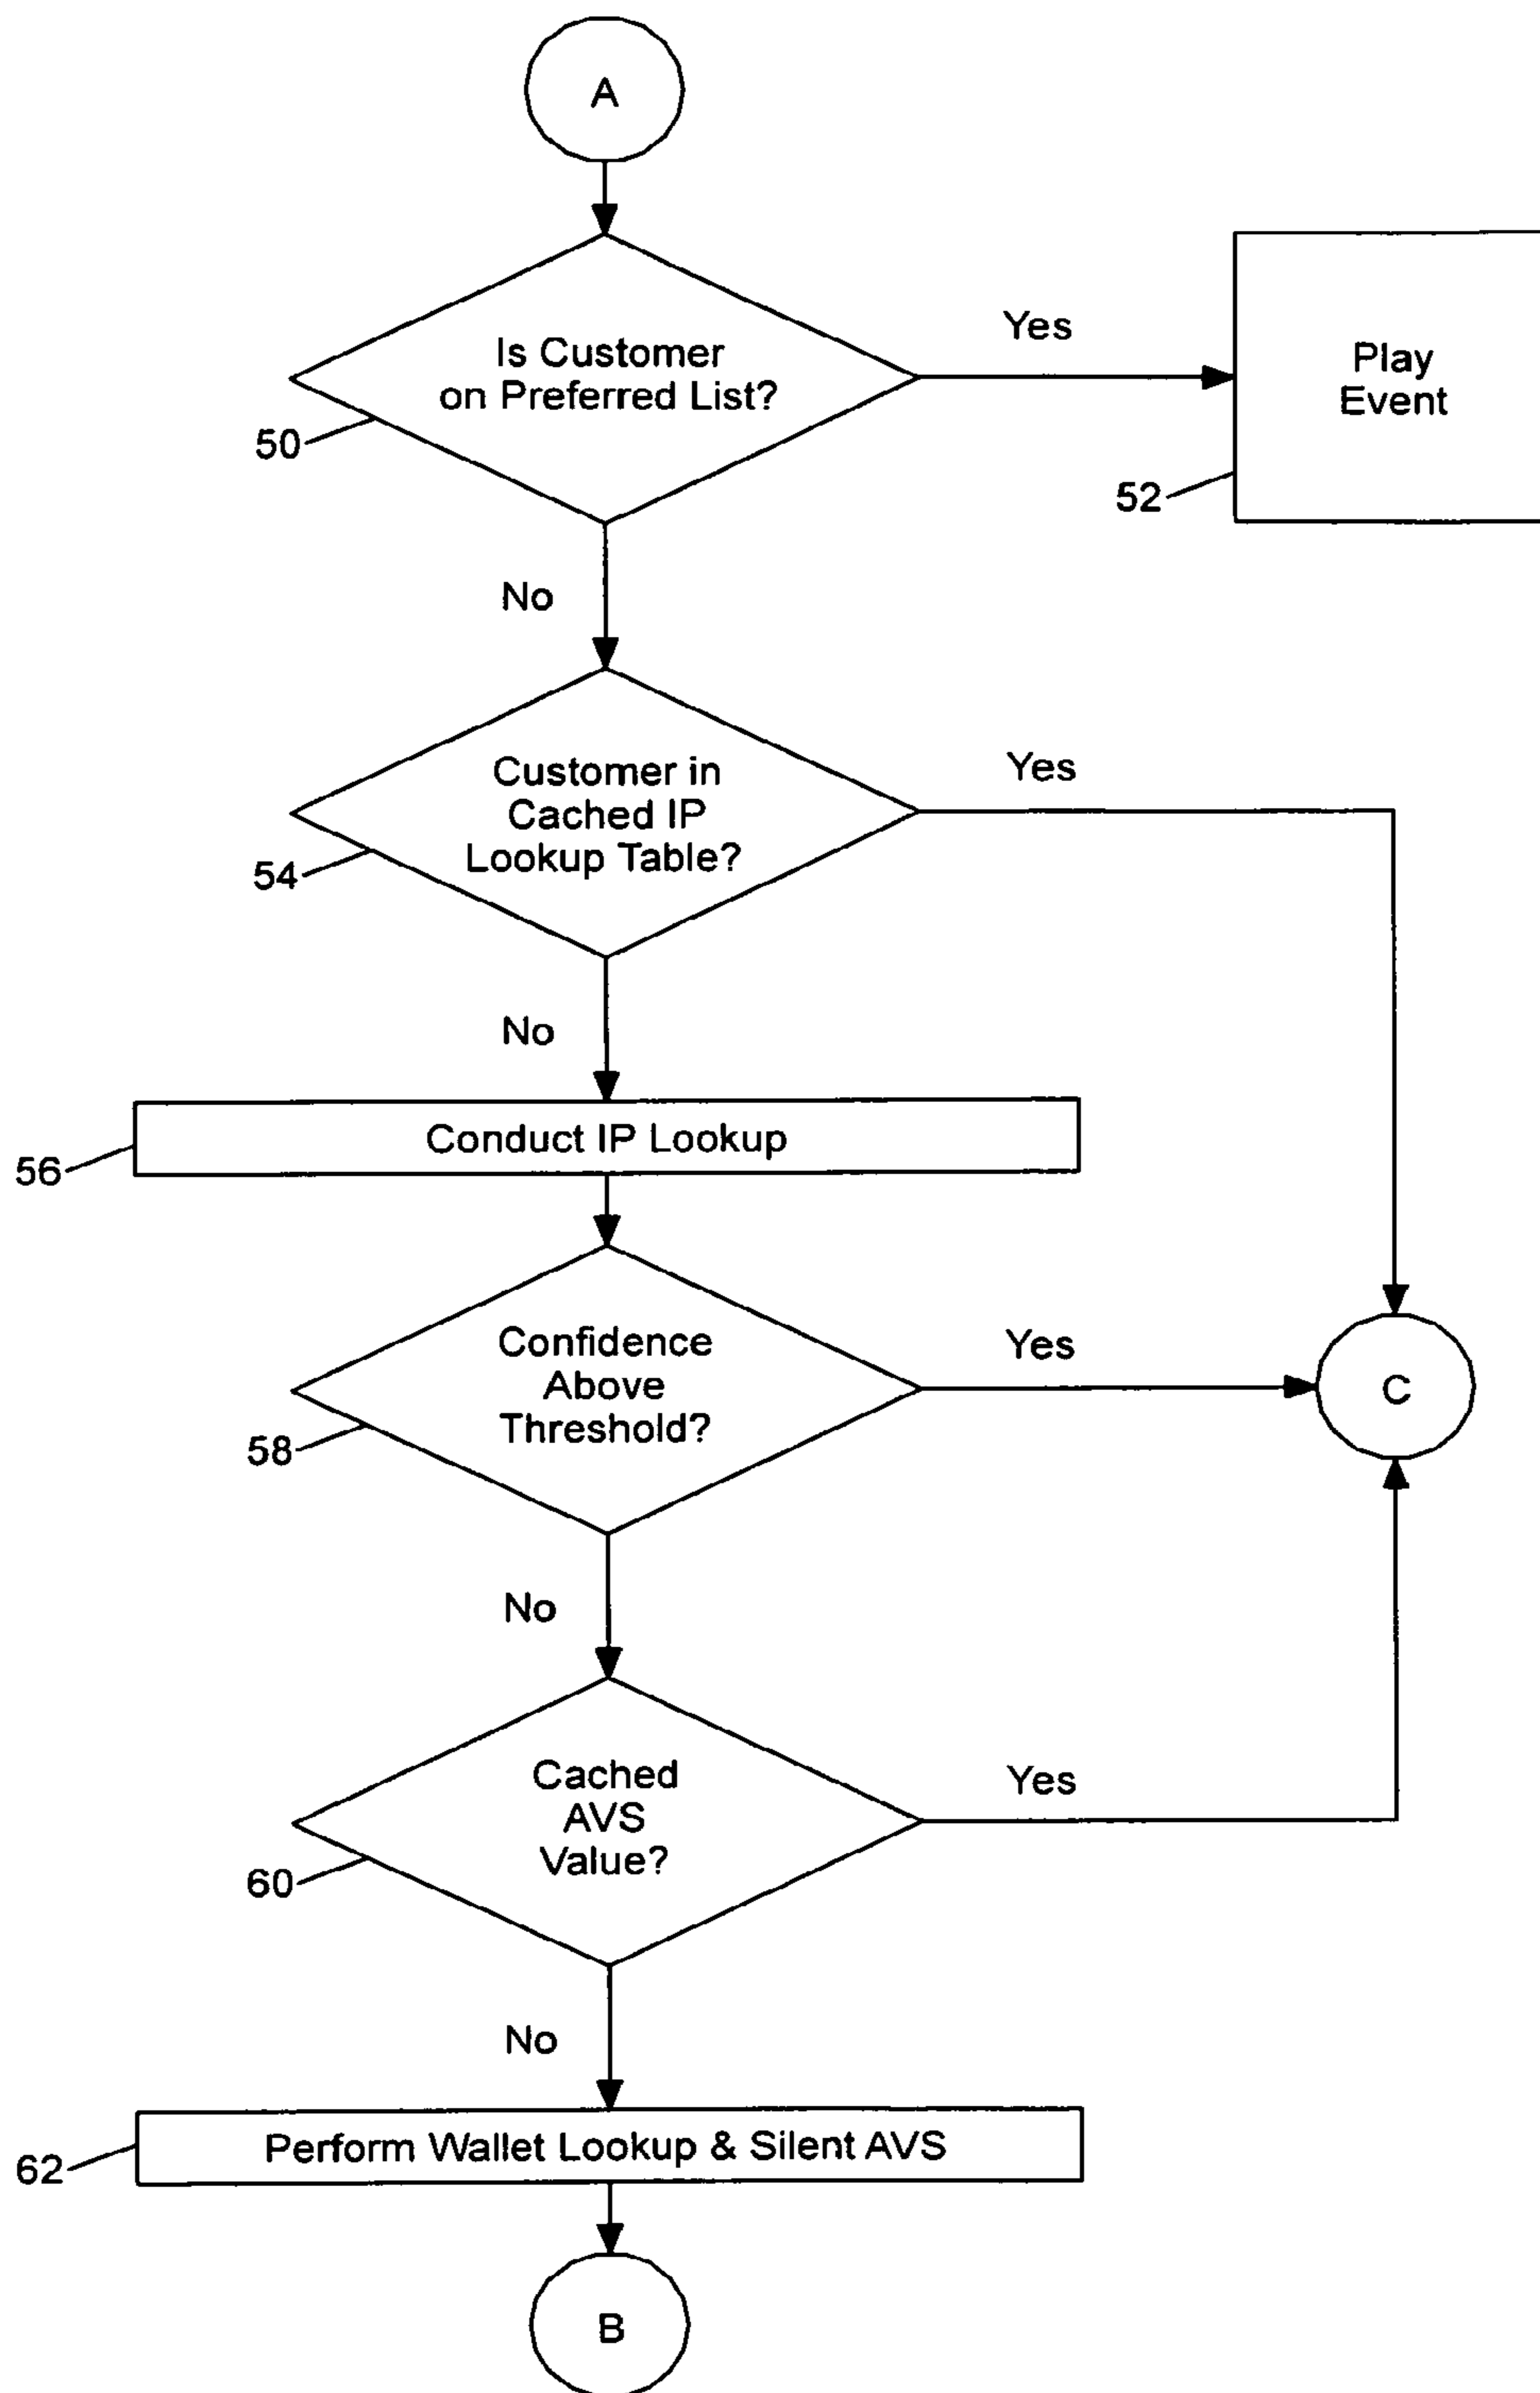 A
Is Customer
on Preferred List?
50
Yes
Play
Event
52
No
Customer in
Cached IP
Lookup Table?
54
Yes
No
Conduct IP Lookup
56
Confidence
Above
Threshold?
58
Yes
C
No
Cached
AVS
Value?
60
Yes
No
Perform Wallet Lookup & Silent AVS
62
B